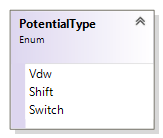 PotentialType
Enum
Vdw
Shift
Switch